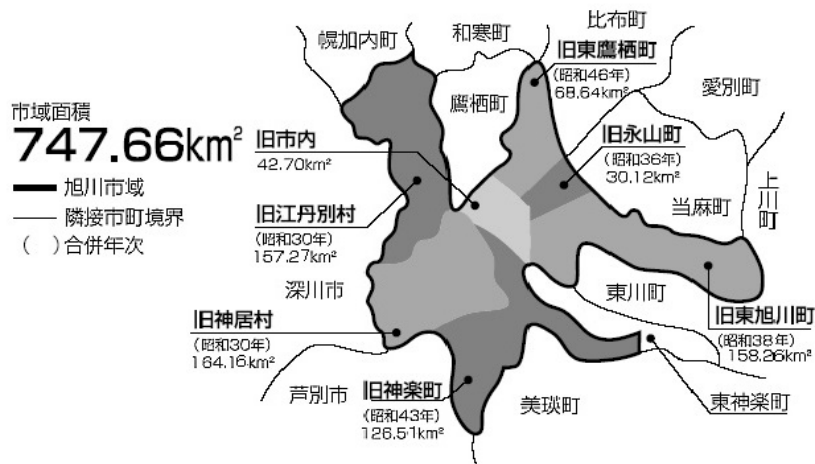 市域面積
747.66km²
旭川市域
隣接市町境界
( )合併年次
幌加内町
和寒町
比布町
鷹栖町
愛別町
当麻町
上川町
東川町
東神楽町
美瑛町
芦別市
深川市
旧東鷹栖町
(昭和46年)
68.64km²
旧永山町
(昭和36年)
30.12km²
旧市内
42.70km²
旧江丹別村
(昭和30年)
157.27km²
旧神居村
(昭和30年)
164.16km²
旧神楽町
(昭和43年)
126.51km²
旧東旭川町
(昭和38年)
158.26km²